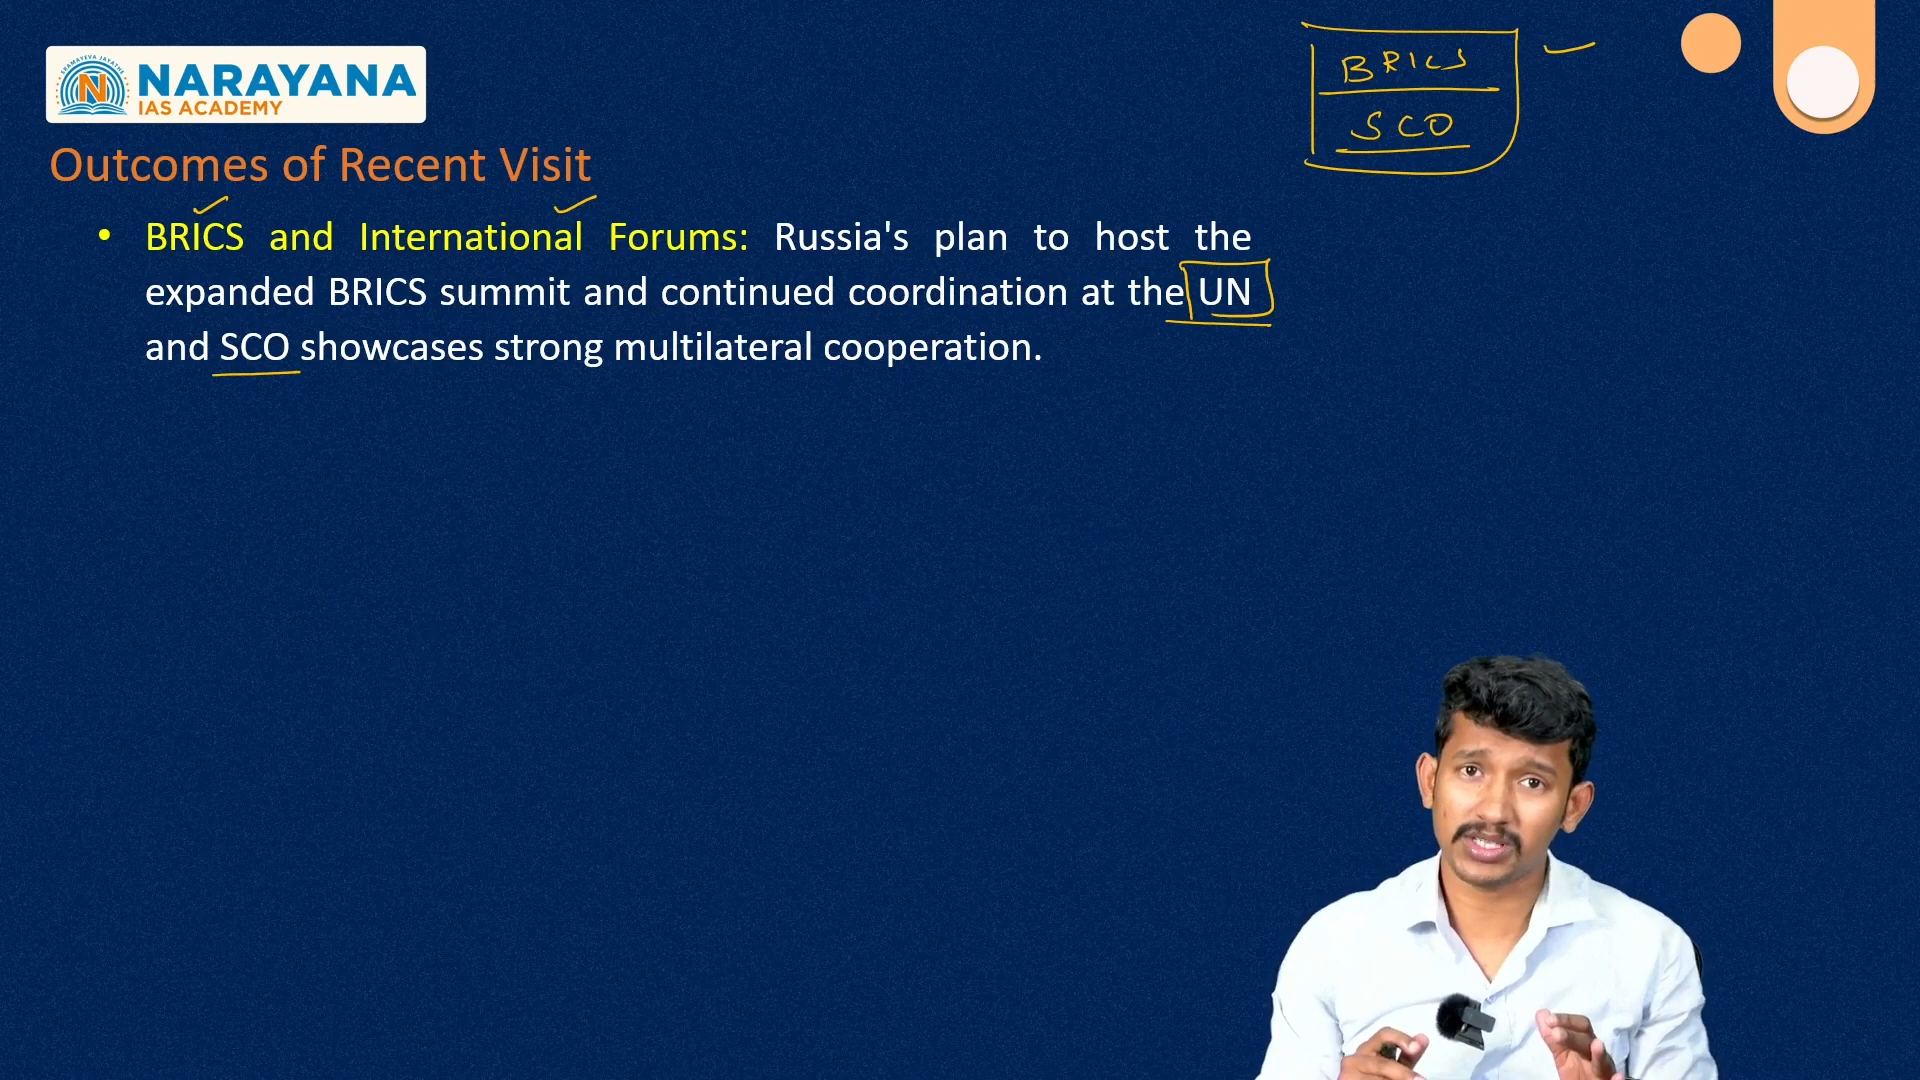 NARAYANA
IAS ACADEMY
BRICS
SCO
Outcomes of Recent Visit
• BRICS and International Forums: Russia's plan to host the
expanded BRICS summit and continued coordination at the UN
and SCO showcases strong multilateral cooperation.